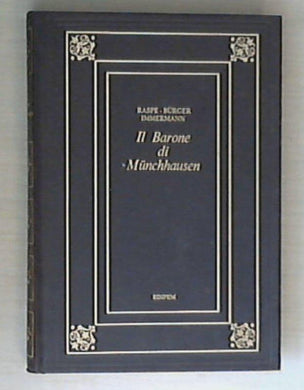 RASPE - BÜRGER
IMMERMANN
Il Barone
di
Münchhausen
EDIPEM